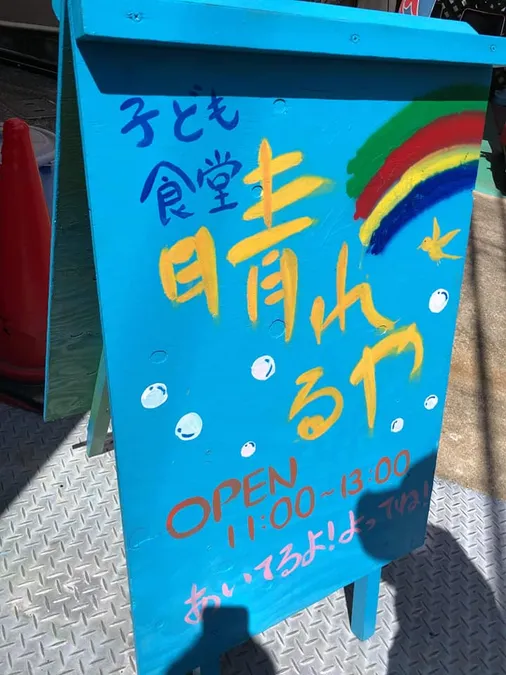 子ども
食堂
晴れ
るや
OPEN
11:00~13:00
あいてるよ!よってね!